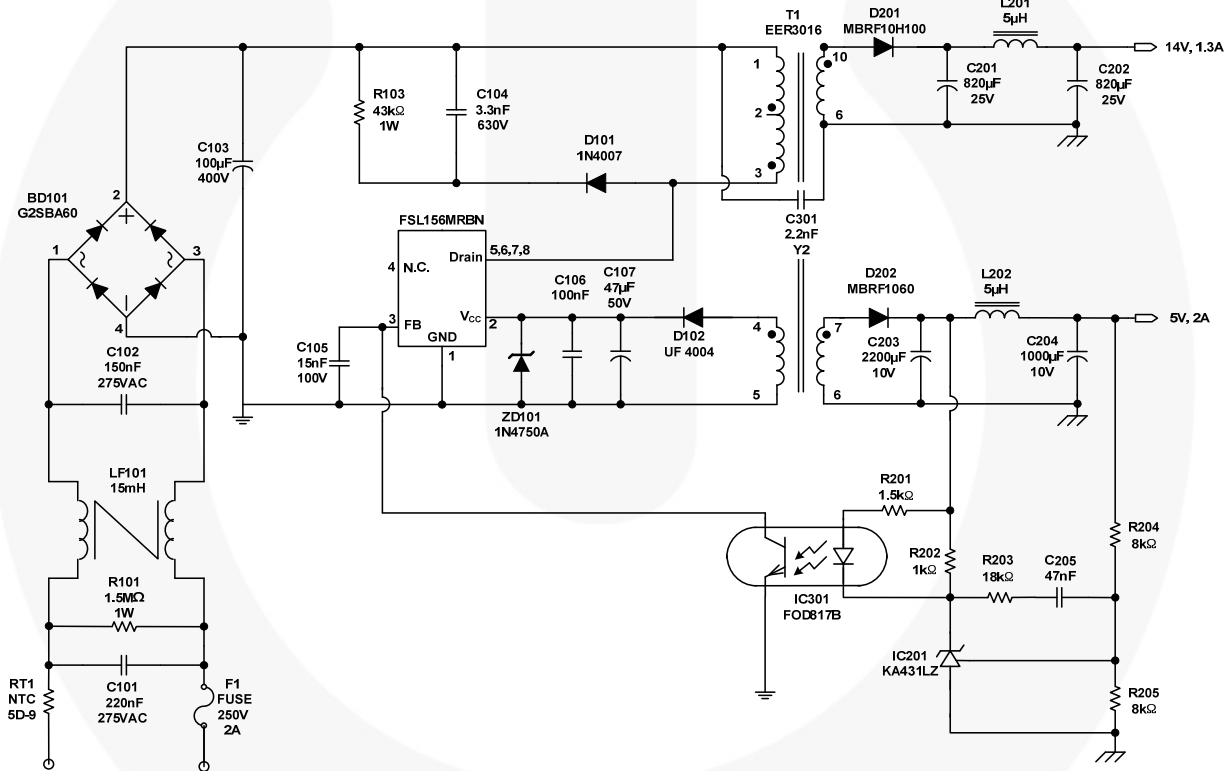 L201
5µH
T1
EER3016
D201
MBRF10H100
14V, 1.3A
1
10
R103
43kΩ
1W
C104
3.3nF
630V
C201
820µF
25V
C202
820µF
25V
2
6
C103
100µF
400V
D101
1N4007
3
BD101
G2SBA60
2
+
1
3
~
~
4
FSL156MRBN
C301
2.2nF
Y2
4
N.C.
Drain
5,6,7,8
3
FB
VCC
2
GND
1
C106
100nF
C107
47µF
50V
D102
UF 4004
D202
MBRF1060
L202
5µH
5V, 2A
4
7
C203
2200µF
10V
C204
1000µF
10V
C105
15nF
100V
C102
150nF
275VAC
ZD101
1N4750A
5
6
LF101
15mH
R201
1.5kΩ
R204
8kΩ
R202
1kΩ
R203
18kΩ
C205
47nF
R101
1.5MΩ
1W
IC301
FOD817B
IC201
KA431LZ
RT1
NTC
5D-9
C101
220nF
275VAC
F1
FUSE
250V
2A
R205
8kΩ